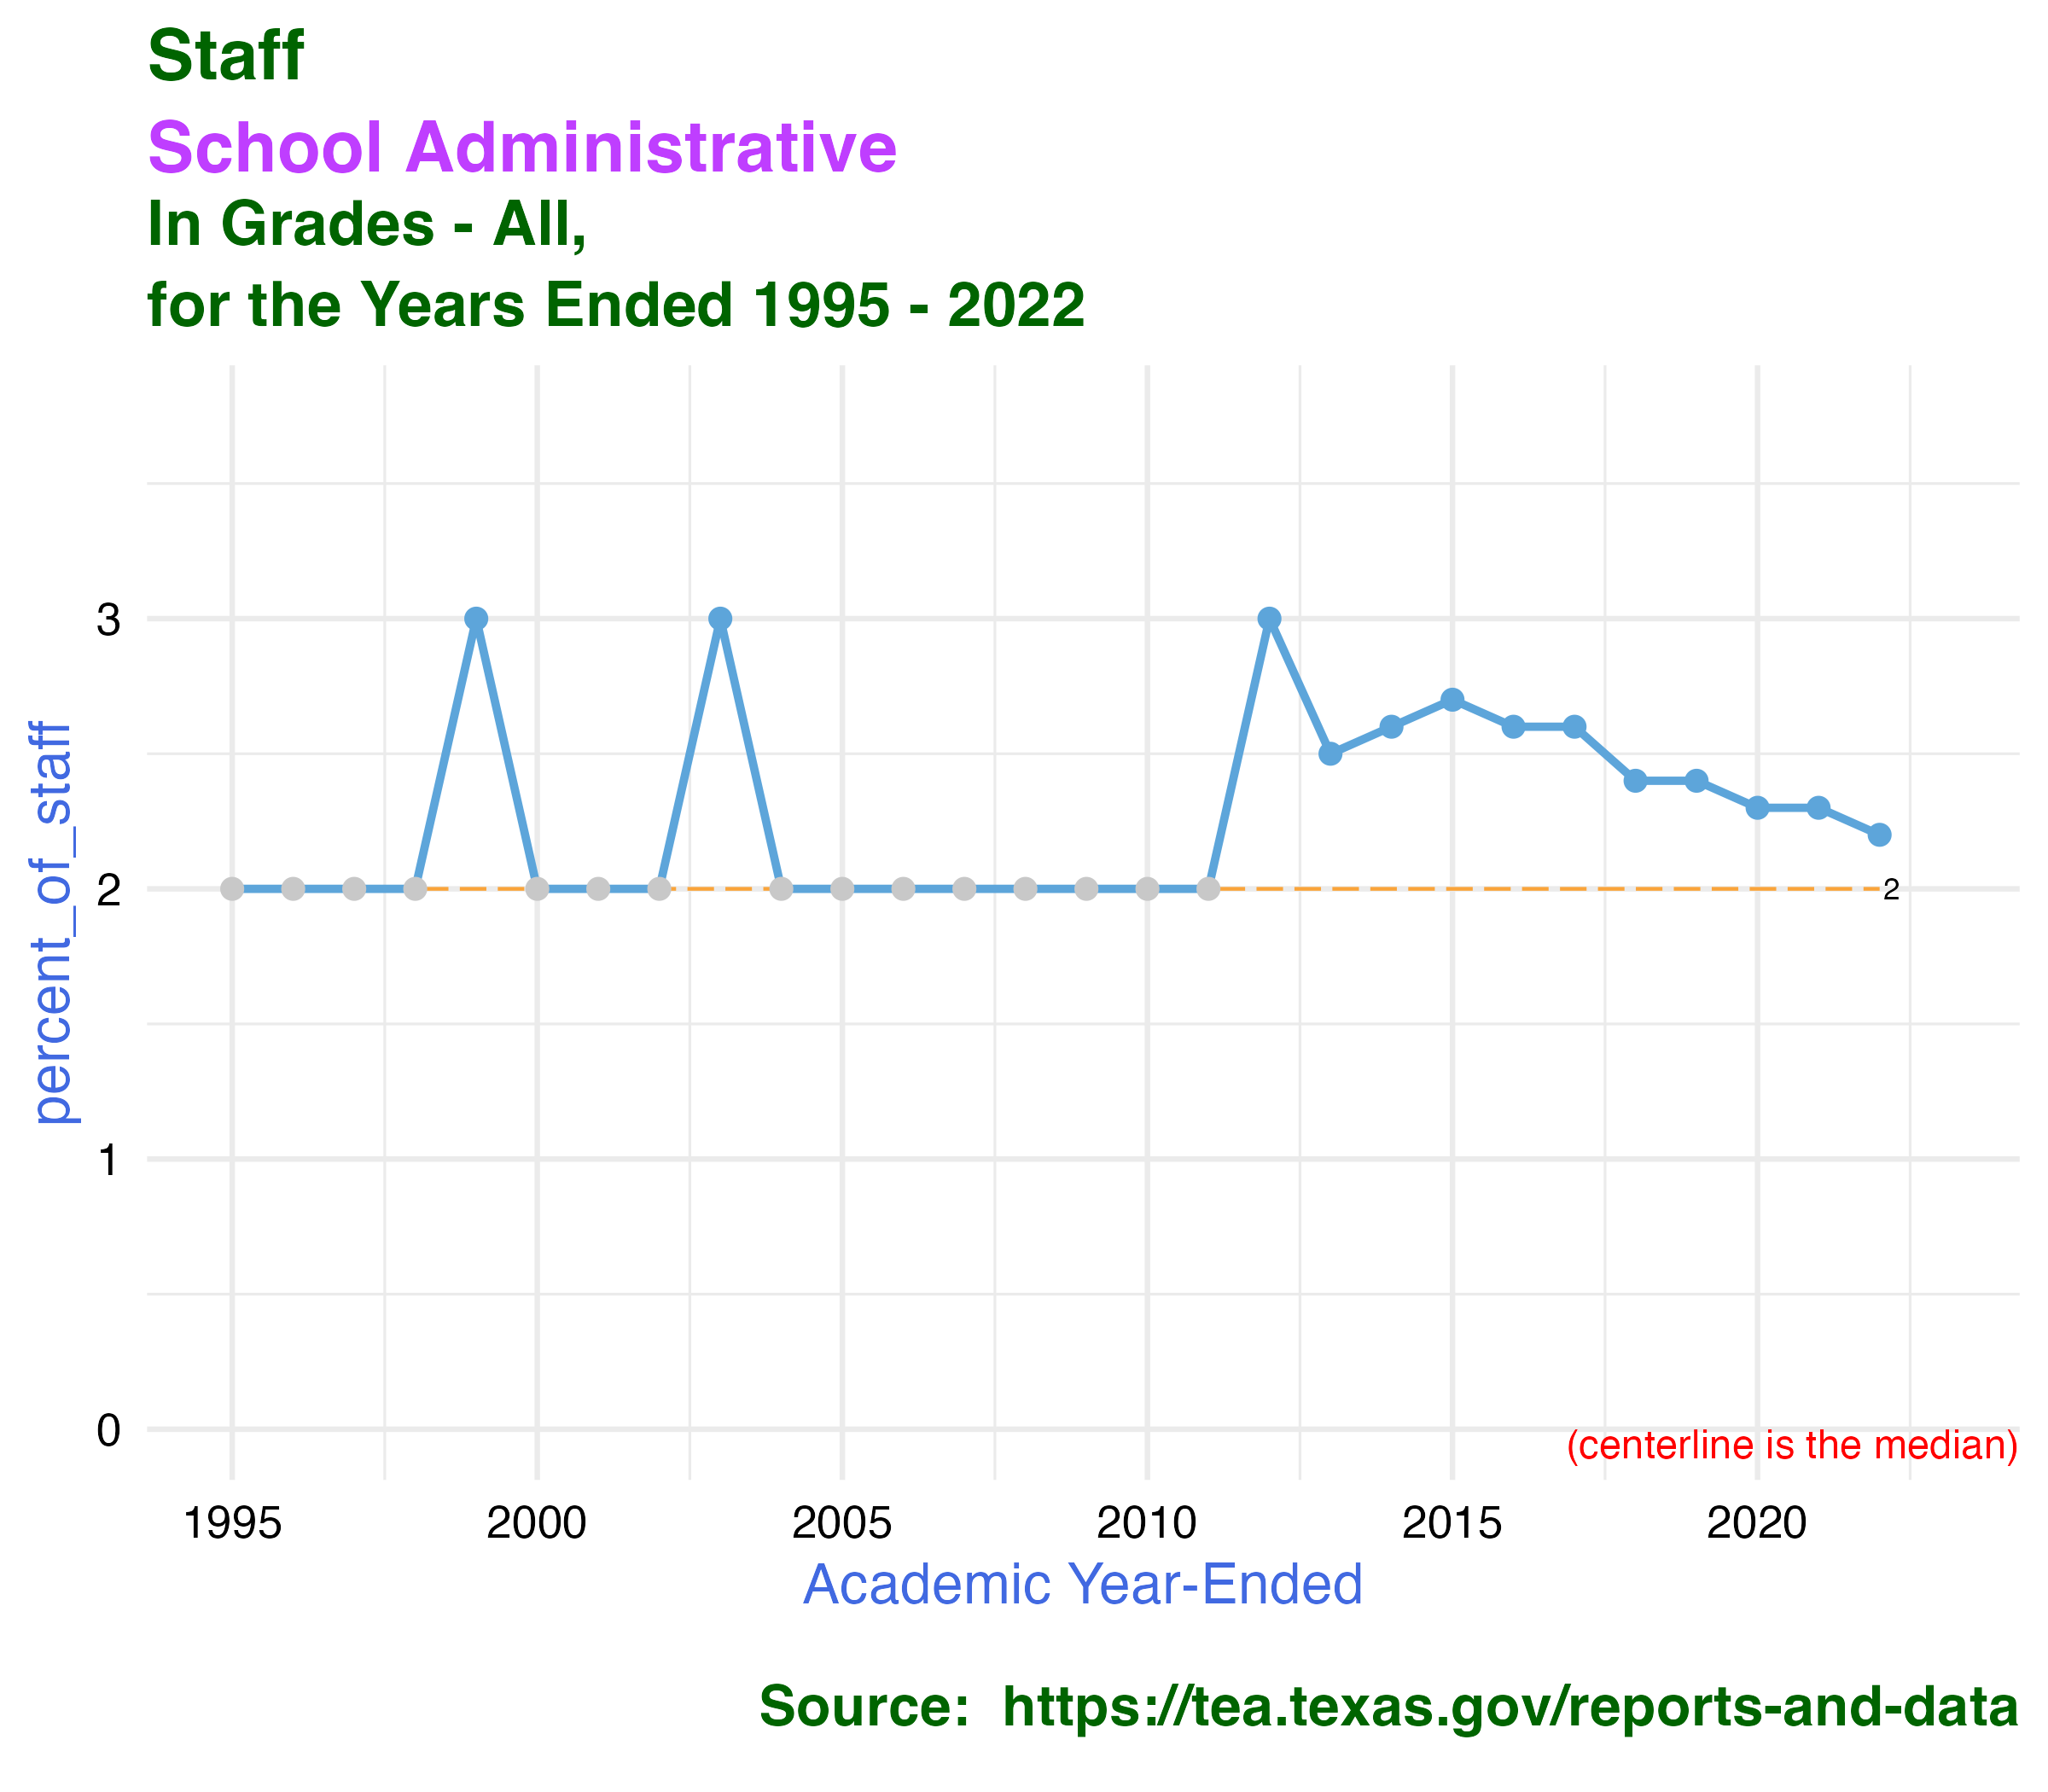 Staff
School Administrative
In Grades - All,
for the Years Ended 1995 - 2022
percent_of_staff
3
2
1
0
2
(centerline is the median)
1995 2000 2005 2010 2015 2020
Academic Year-Ended
Source:  https://tea.texas.gov/reports-and-data